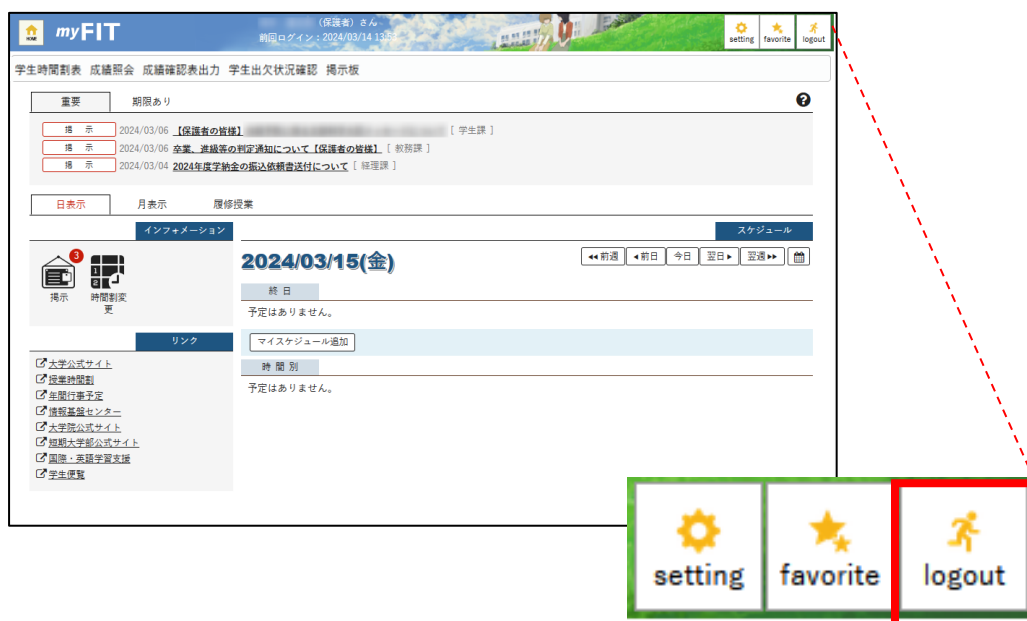 HOME
myFIT
（保護者）さん
前回ログイン：2024/03/14 13:53
setting favorite logout
学生時間割表 成績照会 成績確認表出力 学生出欠状況確認 掲示板
重要 期限あり
掲 示 2024/03/06 【保護者の皆様】 [ 学生課 ]
掲 示 2024/03/06 卒業、進級等の判定通知について【保護者の皆様】 [ 教務課 ]
掲 示 2024/03/04 2024年度学納金の振込依頼書送付について [ 経理課 ]
日表示 月表示 履修授業
インフォメーション
3
掲示 時間割変更
リンク
大学公式サイト
授業時間割
年間行事予定
情報基盤センター
大学院公式サイト
短期大学部公式サイト
国際・英語学習支援
学生便覧
スケジュール
2024/03/15(金)
前週 前日 今日 翌日 翌週
終 日
予定はありません。
マイスケジュール追加
時 間 別
予定はありません。
setting favorite logout